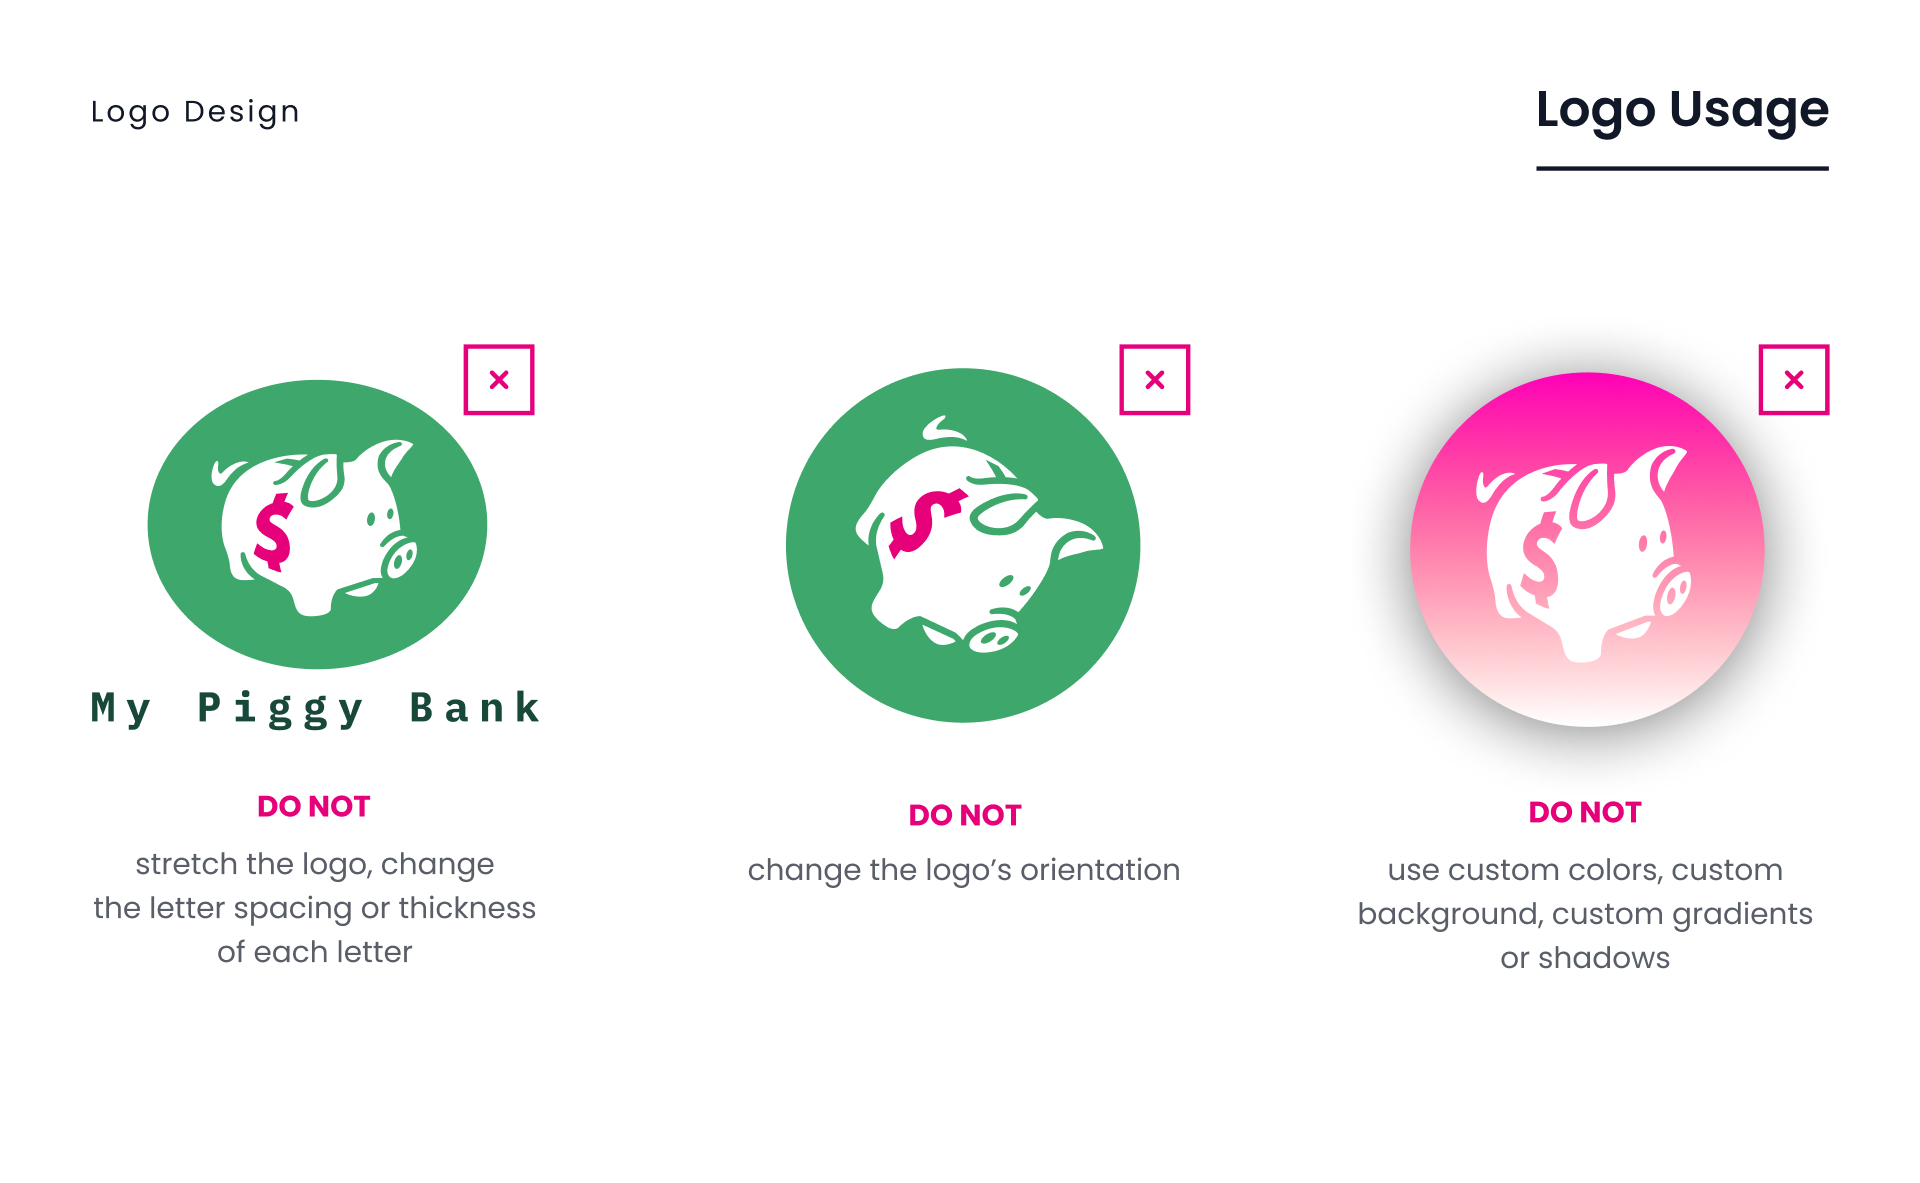 Logo Design
Logo Usage
$
$
$
My Piggy Bank
DO NOT
stretch the logo, change
the letter spacing or thickness
of each letter
DO NOT
change the logo’s orientation
DO NOT
use custom colors, custom
background, custom gradients
or shadows